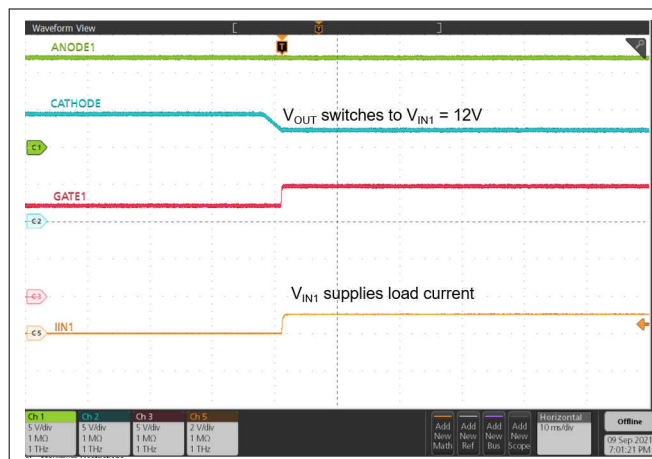 Waveform View
ANODE1
T
CATHODE
V_OUT switches to V_IN1 = 12V
C1
GATE1
C2
C3
V_IN1 supplies load current
C5 IIN1
Ch 1 Ch 2 Ch 3 Ch 5
5 V/div 5 V/div 5 V/div 2 V/div
1 MΩ 1 MΩ 1 MΩ 1 MΩ
1 THz 1 THz 1 THz 1 THz
Add New Math Add New Ref Add New Bus Add New Scope
Horizontal
10 ms/div
Offline
09 Sep 2021
7:01:21 PM